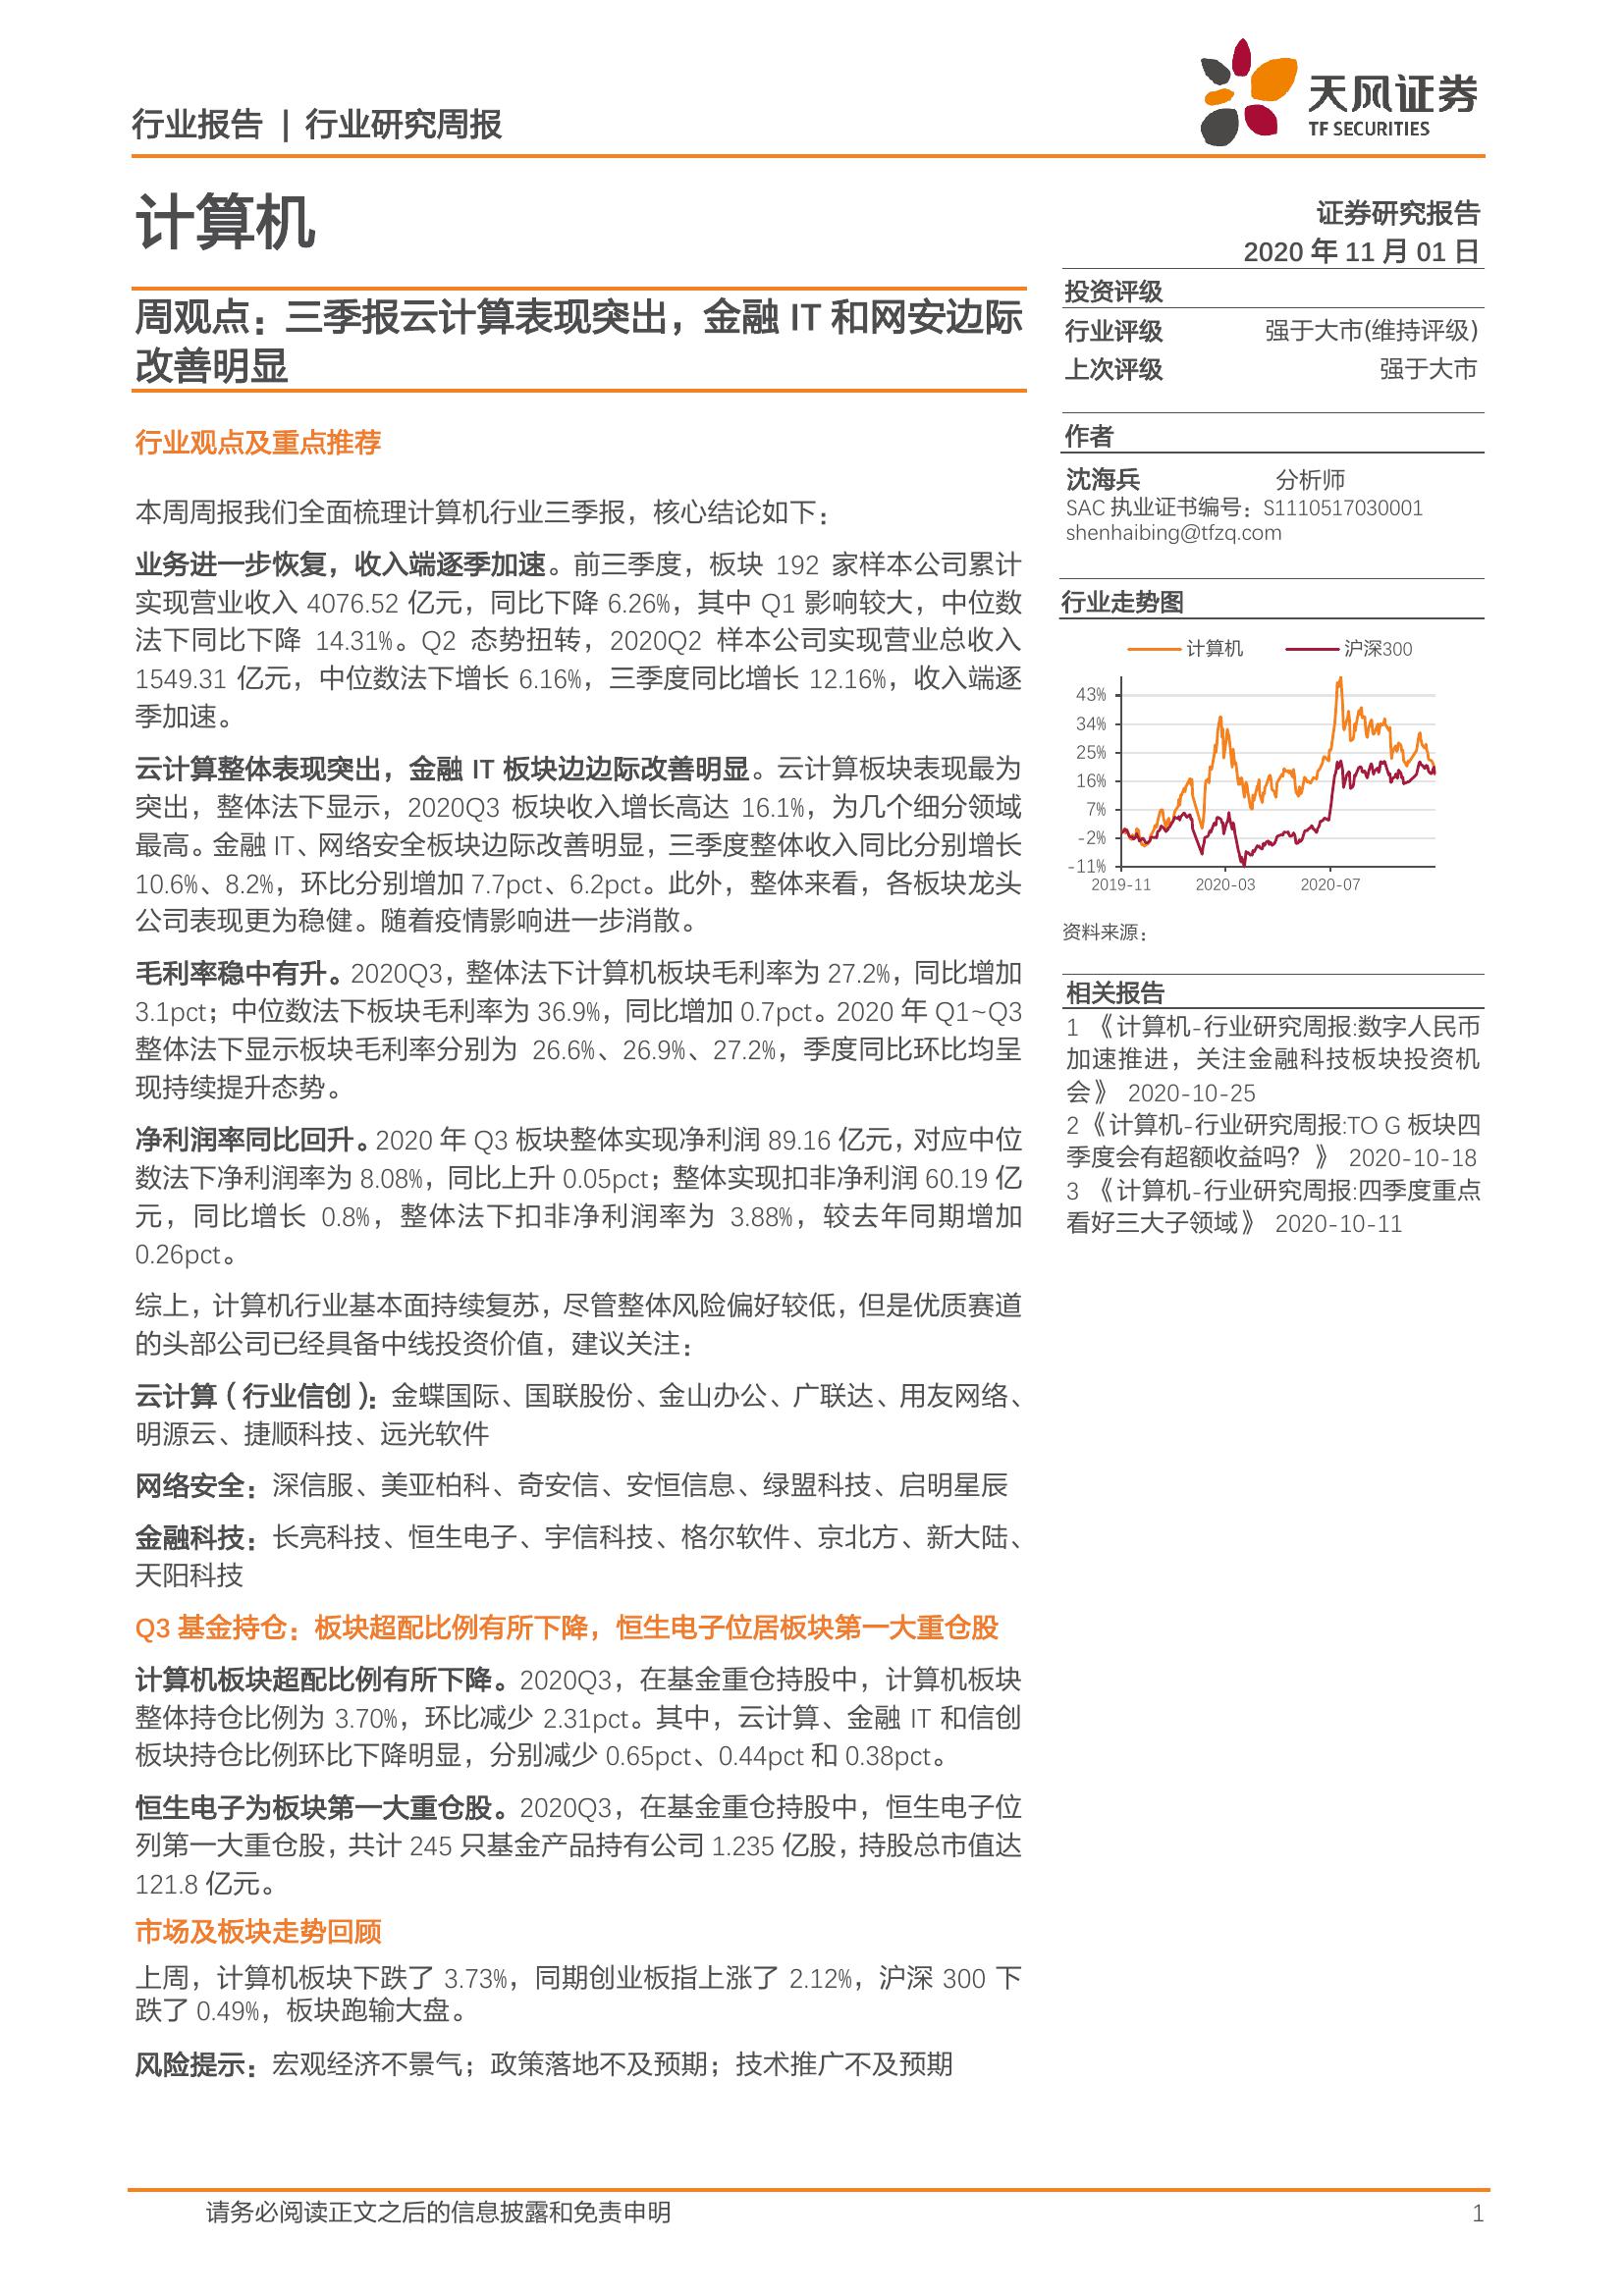 行业报告 | 行业研究周报
天风证券
TF SECURITIES
计算机
证券研究报告
2020 年 11 月 01 日
周观点：三季报云计算表现突出，金融 IT 和网安边际
改善明显
行业观点及重点推荐
本周周报我们全面梳理计算机行业三季报，核心结论如下：
业务进一步恢复，收入端逐季加速。前三季度，板块 192 家样本公司累计
实现营业收入 4076.52 亿元，同比下降 6.26%，其中 Q1 影响较大，中位数
法下同比下降 14.31%。Q2 态势扭转，2020Q2 样本公司实现营业总收入
1549.31 亿元，中位数法下增长 6.16%，三季度同比增长 12.16%，收入端逐
季加速。
云计算整体表现突出，金融 IT 板块边边际改善明显。云计算板块表现最为
突出，整体法下显示，2020Q3 板块收入增长高达 16.1%，为几个细分领域
最高。金融 IT、网络安全板块边际改善明显，三季度整体收入同比分别增长
10.6%、8.2%，环比分别增加 7.7pct、6.2pct。此外，整体来看，各板块龙头
公司表现更为稳健。随着疫情影响进一步消散。
毛利率稳中有升。2020Q3，整体法下计算机板块毛利率为 27.2%，同比增加
3.1pct；中位数法下板块毛利率为 36.9%，同比增加 0.7pct。2020 年 Q1~Q3
整体法下显示板块毛利率分别为 26.6%、26.9%、27.2%，季度同比环比均呈
现持续提升态势。
净利润率同比回升。2020 年 Q3 板块整体实现净利润 89.16 亿元，对应中位
数法下净利润率为 8.08%，同比上升 0.05pct；整体实现扣非净利润 60.19 亿
元，同比增长 0.8%，整体法下扣非净利润率为 3.88%，较去年同期增加
0.26pct。
综上，计算机行业基本面持续复苏，尽管整体风险偏好较低，但是优质赛道
的头部公司已经具备中线投资价值，建议关注：
云计算（行业信创）：金蝶国际、国联股份、金山办公、广联达、用友网络、
明源云、捷顺科技、远光软件
网络安全：深信服、美亚柏科、奇安信、安恒信息、绿盟科技、启明星辰
金融科技：长亮科技、恒生电子、宇信科技、格尔软件、京北方、新大陆、
天阳科技
Q3 基金持仓：板块超配比例有所下降，恒生电子位居板块第一大重仓股
计算机板块超配比例有所下降。2020Q3，在基金重仓持股中，计算机板块
整体持仓比例为 3.70%，环比减少 2.31pct。其中，云计算、金融 IT 和信创
板块持仓比例环比下降明显，分别减少 0.65pct、0.44pct 和 0.38pct。
恒生电子为板块第一大重仓股。2020Q3，在基金重仓持股中，恒生电子位
列第一大重仓股，共计 245 只基金产品持有公司 1.235 亿股，持股总市值达
121.8 亿元。
市场及板块走势回顾
上周，计算机板块下跌了 3.73%，同期创业板指上涨了 2.12%，沪深 300 下
跌了 0.49%，板块跑输大盘。
风险提示：宏观经济不景气；政策落地不及预期；技术推广不及预期
投资评级
行业评级 强于大市(维持评级)
上次评级 强于大市
作者
沈海兵 分析师
SAC 执业证书编号：S1110517030001
shenhaibing@tfzq.com
行业走势图
计算机 沪深300
43%
34%
25%
16%
7%
-2%
-11%
2019-11 2020-03 2020-07
资料来源：
相关报告
1 《计算机-行业研究周报:数字人民币
加速推进，关注金融科技板块投资机
会》 2020-10-25
2 《计算机-行业研究周报:TO G 板块四
季度会有超额收益吗？》 2020-10-18
3 《计算机-行业研究周报:四季度重点
看好三大子领域》 2020-10-11
请务必阅读正文之后的信息披露和免责申明 1